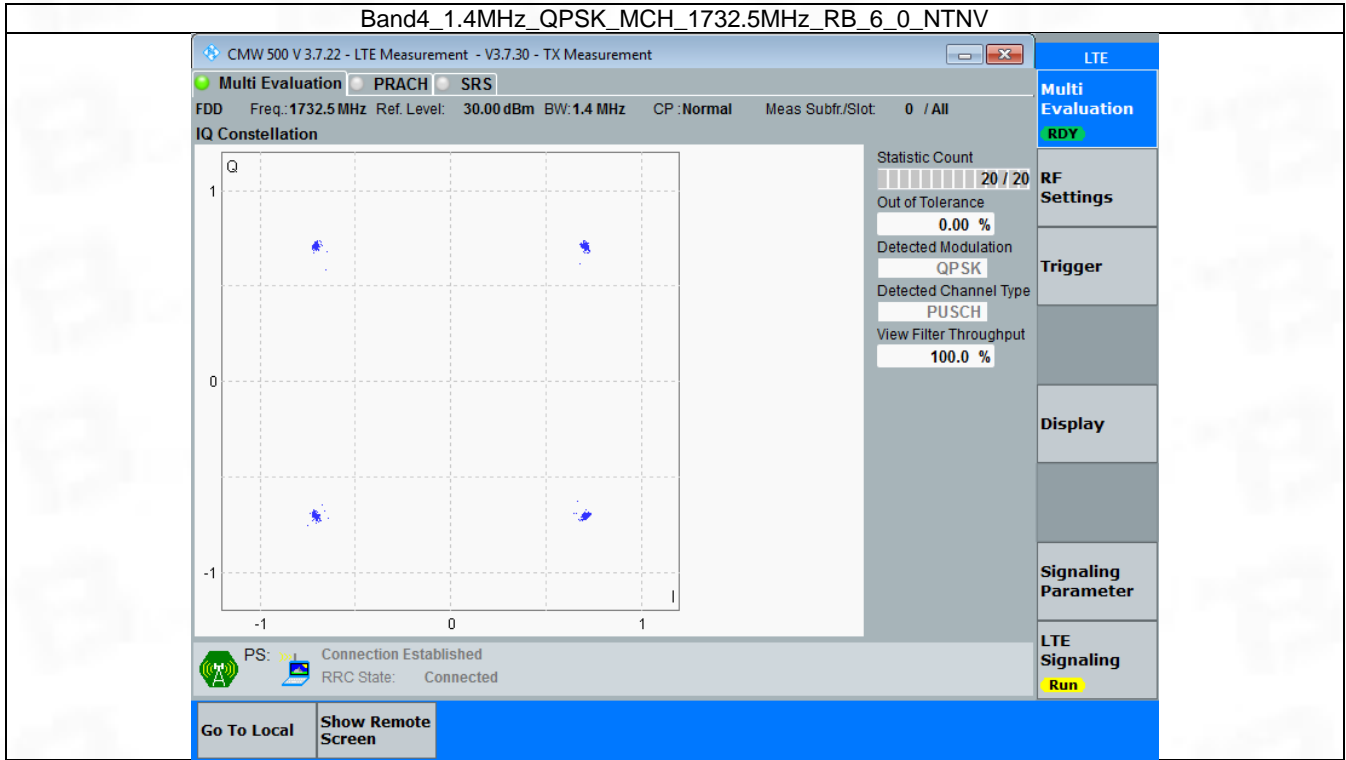 Band4_1.4MHz_QPSK_MCH_1732.5MHz_RB_6_0_NTNV
CMW 500 V 3.7.22 - LTE Measurement - V3.7.30 - TX Measurement
LTE
Multi Evaluation PRACH SRS
Multi
Evaluation
RDY
FDD Freq.:1732.5 MHz Ref. Level: 30.00 dBm BW:1.4 MHz CP :Normal Meas Subfr./Slot: 0 / All
IQ Constellation
Q
1
0
-1
-1 0 1
I
Statistic Count
20 / 20
Out of Tolerance
0.00 %
Detected Modulation
QPSK
Detected Channel Type
PUSCH
View Filter Throughput
100.0 %
RF
Settings
Trigger
Display
Signaling
Parameter
LTE
Signaling
Run
PS: Connection Established
RRC State: Connected
Go To Local
Show Remote
Screen